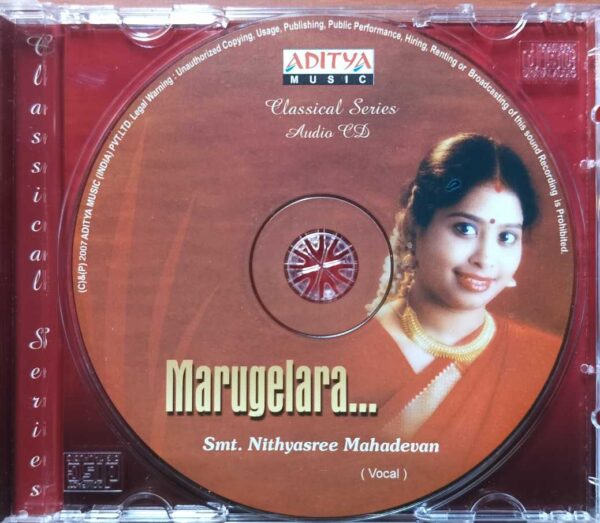 Classical Series
(C)&(P) 2007 ADITYA MUSIC (INDIA) PVT.LTD. Legal Warning : Unauthorized Copying, Usage, Publishing, Public Performance, Hiring, Renting or Broadcasting of this sound Recording is Prohibited.
ADITYA
MUSIC
Classical Series
Audio CD
Marugelara...
Smt. Nithyasree Mahadevan
( Vocal )